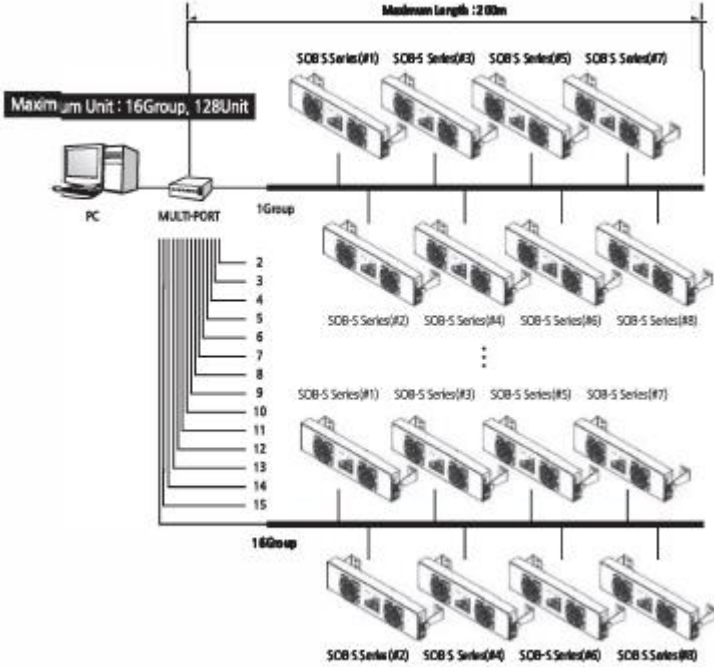 Maximum Length : 200m
SOB S Series(#1) SOB-S Series(#3) SOB S Series(#5) SOB S Series(#7)
Maximum Unit : 16Group, 128Unit
PC
MULTI-PORT
1Group
2
3
4
5
6
7
8
9
10
11
12
13
14
15
SOB-S Series(#2) SOB-S Series(#4) SOB-S Series(#6) SOB-S Series(#8)
SOB-S Series(#1) SOB-S Series(#3) SOB-S Series(#5) SOB-S Series(#7)
16Group
SOB S Series(#2) SOB S Series(#4) SOB-S Series(#6) SOB S Series(#8)